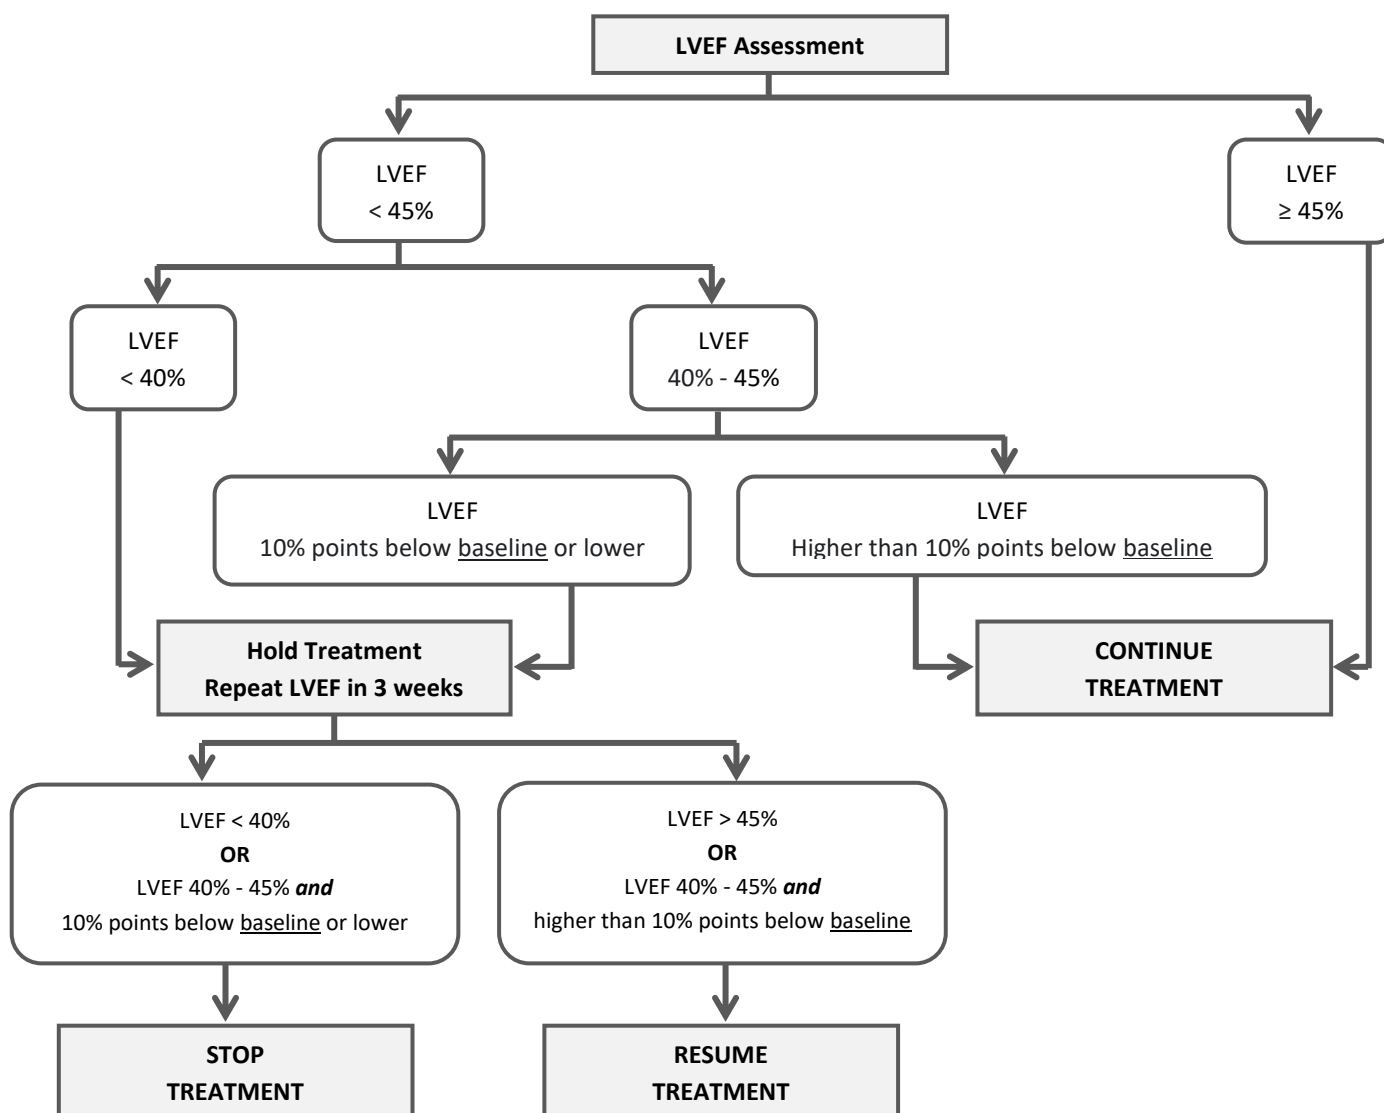 LVEF Assessment
LVEF
< 45%
LVEF
≥ 45%
LVEF
< 40%
LVEF
40% - 45%
LVEF
10% points below baseline or lower
LVEF
Higher than 10% points below baseline
Hold Treatment
Repeat LVEF in 3 weeks
CONTINUE
TREATMENT
LVEF < 40%
OR
LVEF 40% - 45% and
10% points below baseline or lower
LVEF > 45%
OR
LVEF 40% - 45% and
higher than 10% points below baseline
STOP
TREATMENT
RESUME
TREATMENT